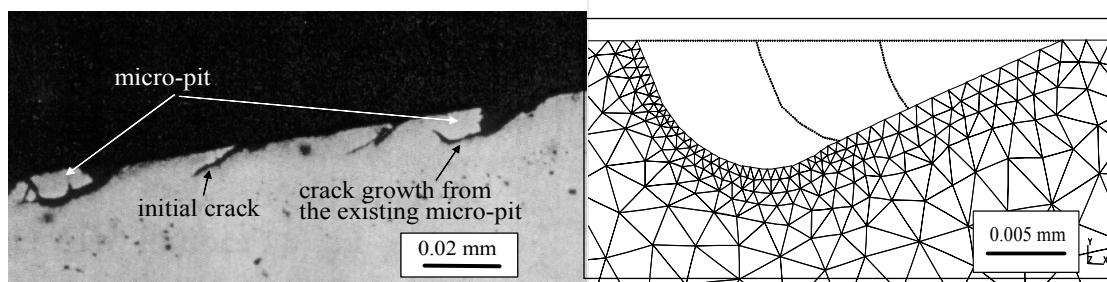 micro-pit
initial crack
crack growth from
the existing micro-pit
0.02 mm
0.005 mm
Y
Z X